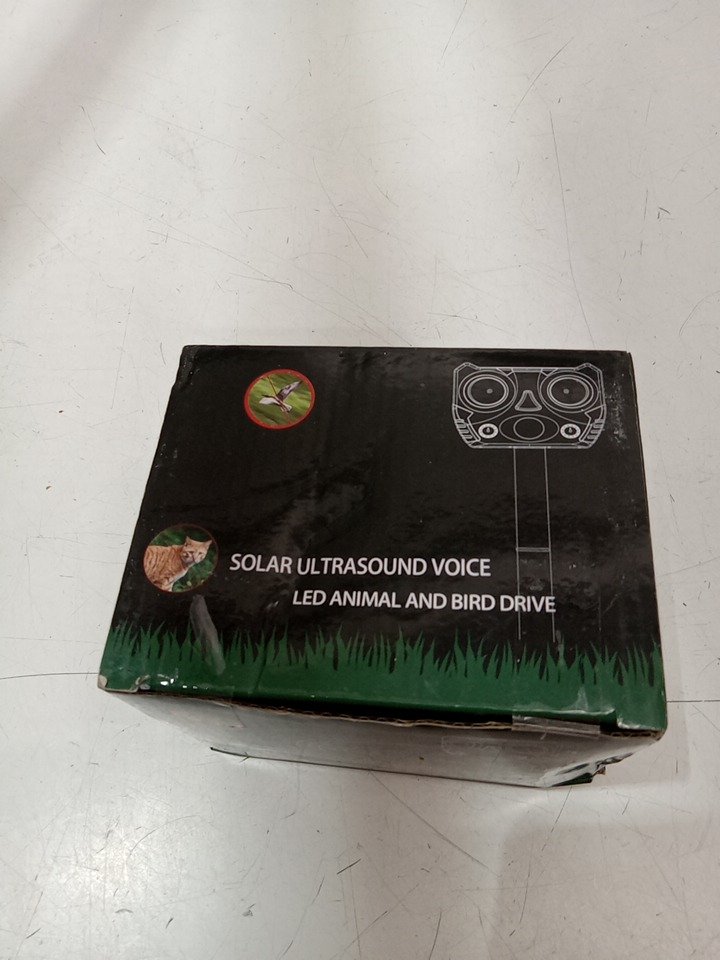 SOLAR ULTRASOUND VOICE
LED ANIMAL AND BIRD DRIVE